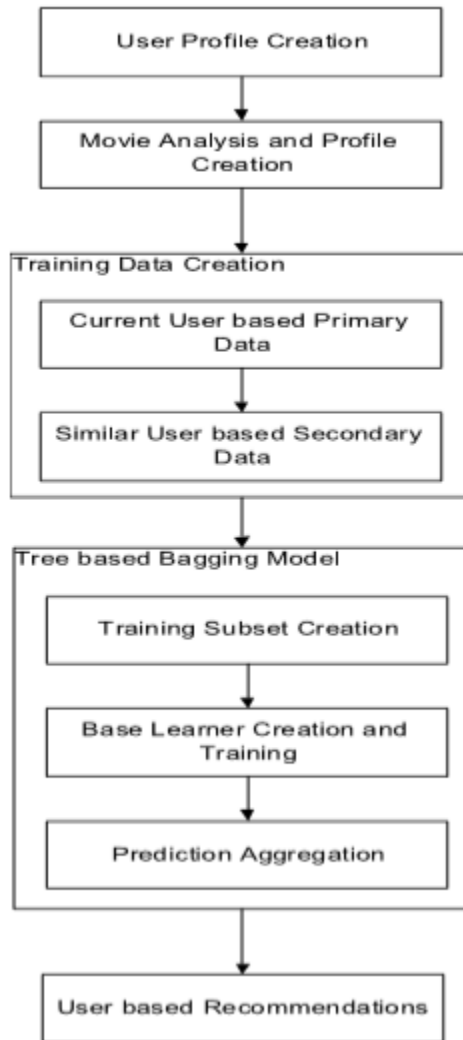 User Profile Creation
Movie Analysis and Profile
Creation
Training Data Creation
Current User based Primary
Data
Similar User based Secondary
Data
Tree based Bagging Model
Training Subset Creation
Base Learner Creation and
Training
Prediction Aggregation
User based Recommendations